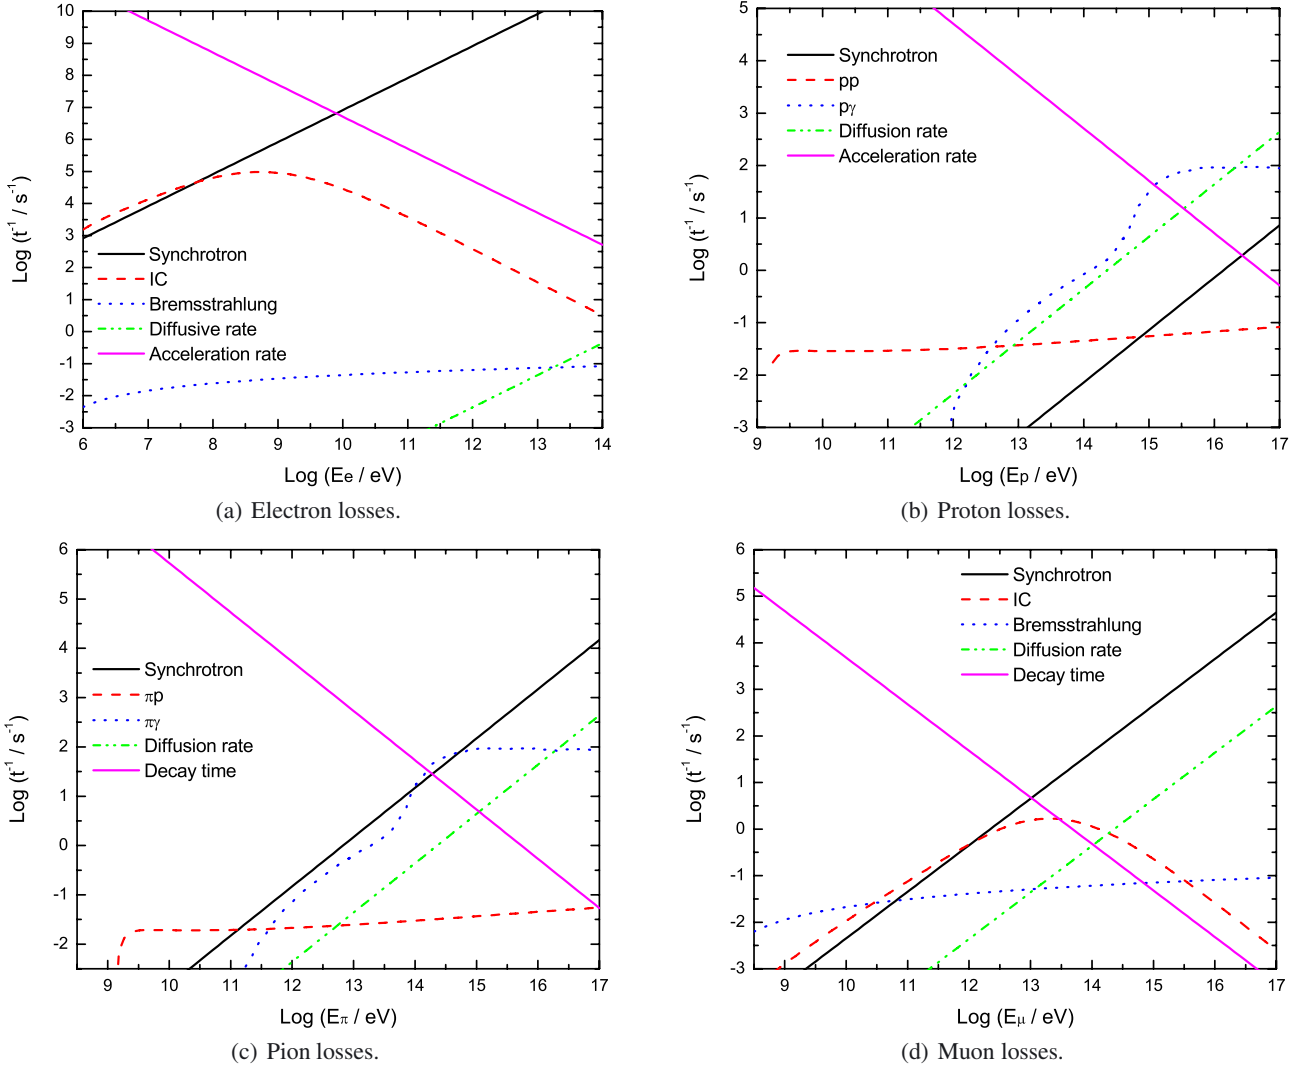 10
9
8
7
6
5
4
3
2
1
0
-1
-2
-3
Log (t⁻¹ / s⁻¹)
Synchrotron
IC
Bremsstrahlung
Diffusive rate
Acceleration rate
6 7 8 9 10 11 12 13 14
Log (Ee / eV)
(a) Electron losses.
5
4
3
2
1
0
-1
-2
-3
Log (t⁻¹ / s⁻¹)
Synchrotron
pp
pγ
Diffusion rate
Acceleration rate
9 10 11 12 13 14 15 16 17
Log (Ep / eV)
(b) Proton losses.
6
5
4
3
2
1
0
-1
-2
Log (t⁻¹ / s⁻¹)
Synchrotron
πp
πγ
Diffusion rate
Decay time
9 10 11 12 13 14 15 16 17
Log (Eπ / eV)
(c) Pion losses.
6
5
4
3
2
1
0
-1
-2
-3
Log (t⁻¹ / s⁻¹)
Synchrotron
IC
Bremsstrahlung
Diffusion rate
Decay time
9 10 11 12 13 14 15 16 17
Log (Eμ / eV)
(d) Muon losses.